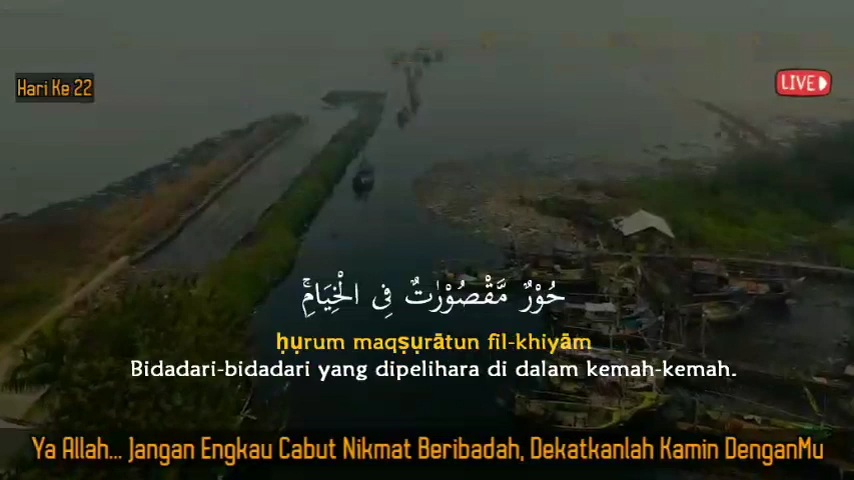 Hari Ke 22
LIVE
حُوْرٌ مَّقْصُوْرٰتٌ فِى الْخِيَامِۚ
ḥụrum maqṣụrātun fil-khiyām
Bidadari-bidadari yang dipelihara di dalam kemah-kemah.
Ya Allah... Jangan Engkau Cabut Nikmat Beribadah, Dekatkanlah Kamin DenganMu